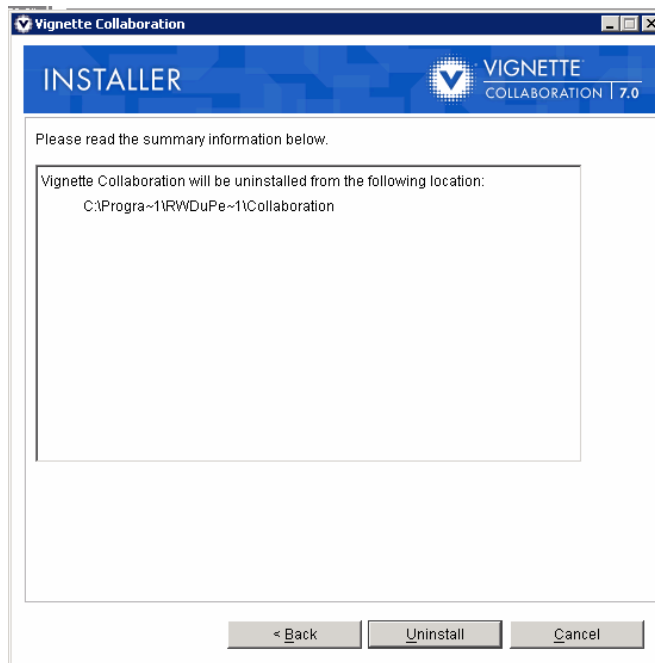 Vignette Collaboration
INSTALLER
VIGNETTE
COLLABORATION | 7.0
Please read the summary information below.
Vignette Collaboration will be uninstalled from the following location:
C:\Progra~1\RWDuPe~1\Collaboration
< Back
Uninstall
Cancel